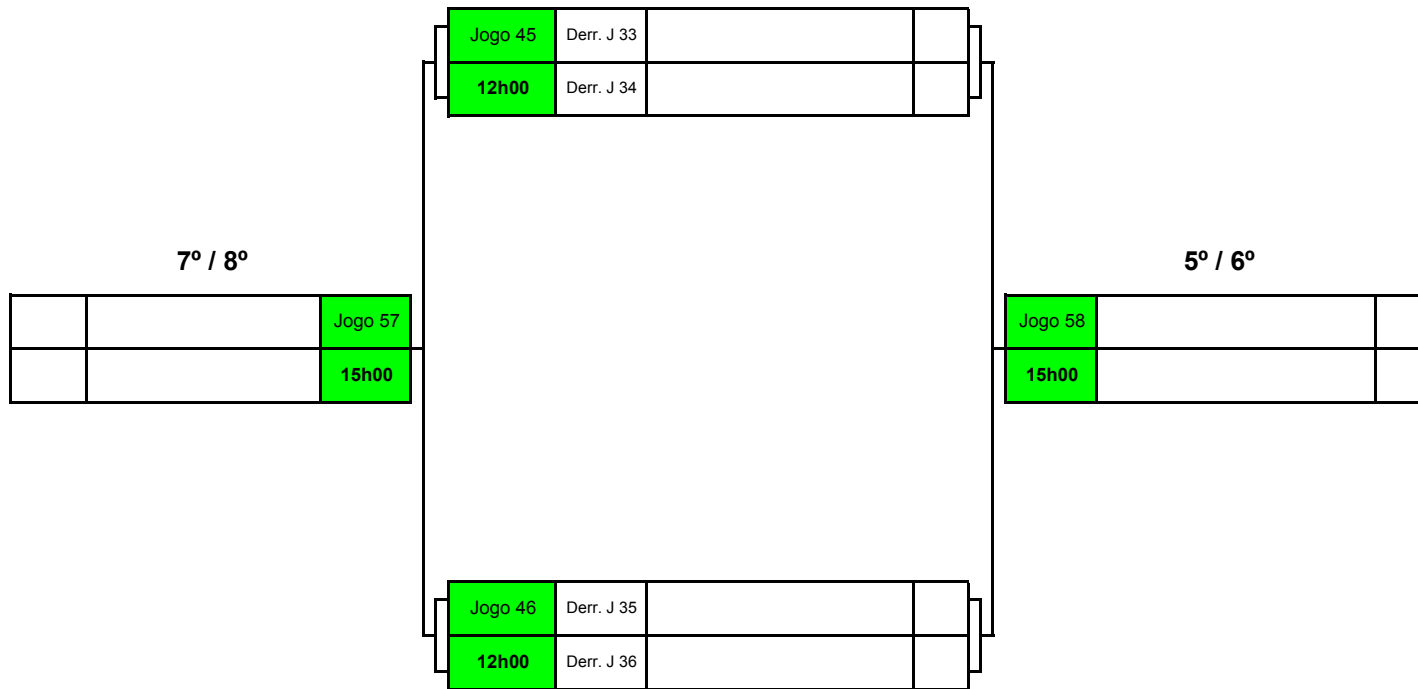 Jogo 45 Derr. J 33
12h00 Derr. J 34
7º / 8º
5º / 6º
Jogo 57
15h00
Jogo 58
15h00
Jogo 46 Derr. J 35
12h00 Derr. J 36